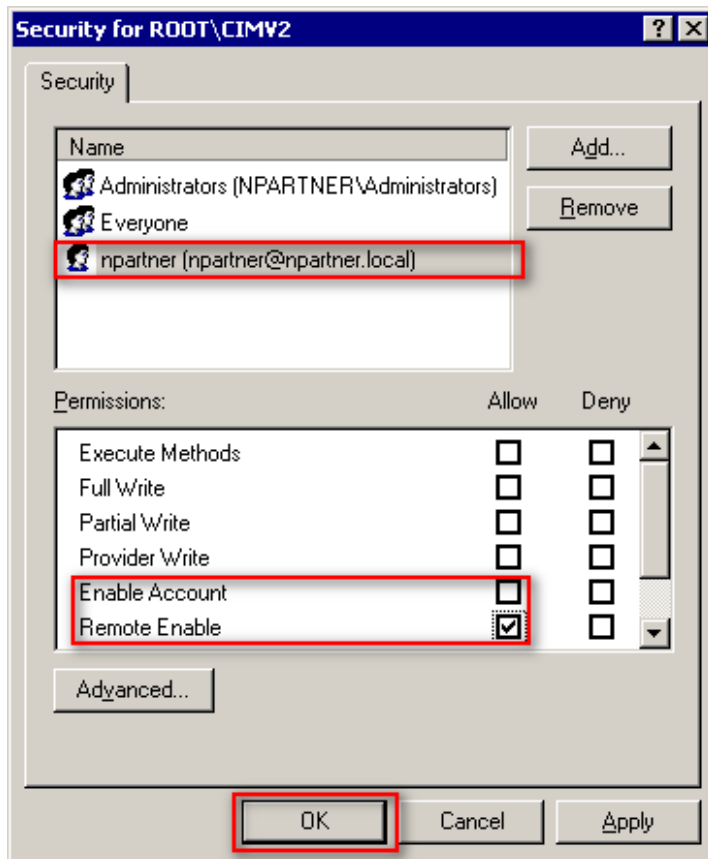 Security for ROOT\CIMV2
Security
Name
Add...
Administrators (NPARTNER\Administrators)
Remove
Everyone
npartner (npartner@npartner.local)
Permissions: Allow Deny
Execute Methods
Full Write
Partial Write
Provider Write
Enable Account
Remote Enable
Advanced...
OK Cancel Apply